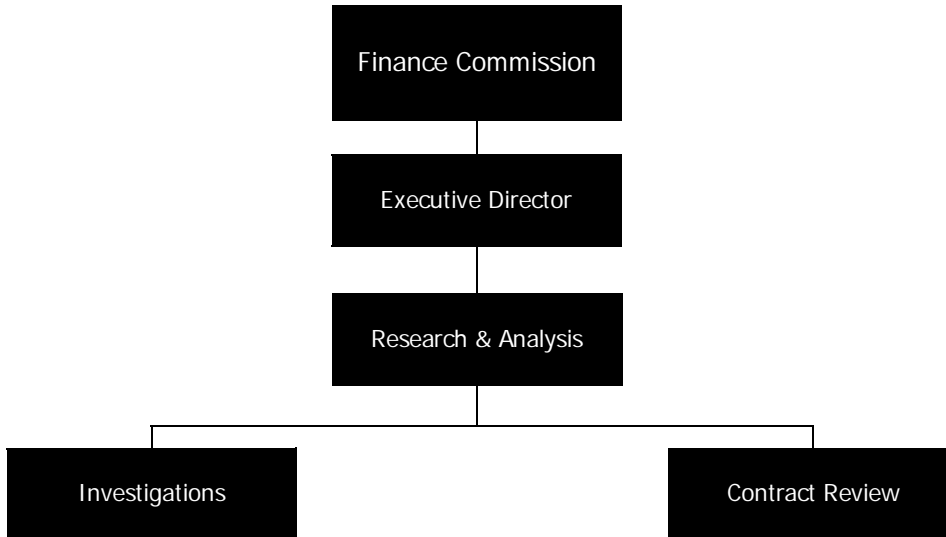 Finance Commission
Executive Director
Research & Analysis
Investigations
Contract Review